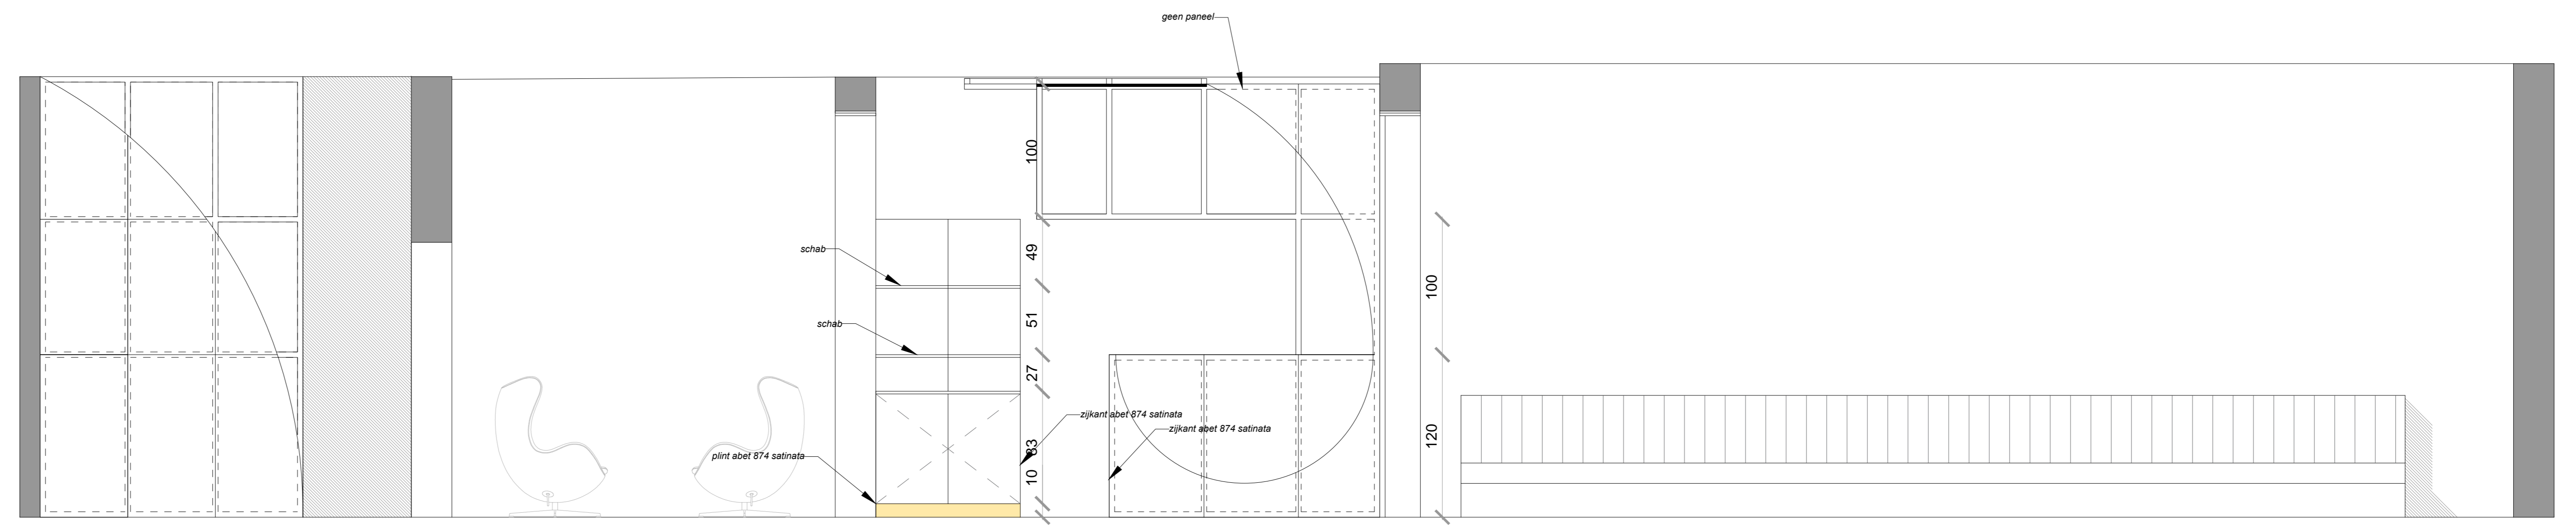 geen paneel
100
49
schab
100
51
schab
27
zijkant abet 874 satinata
zijkant abet 874 satinata
120
83
plint abet 874 satinata
10